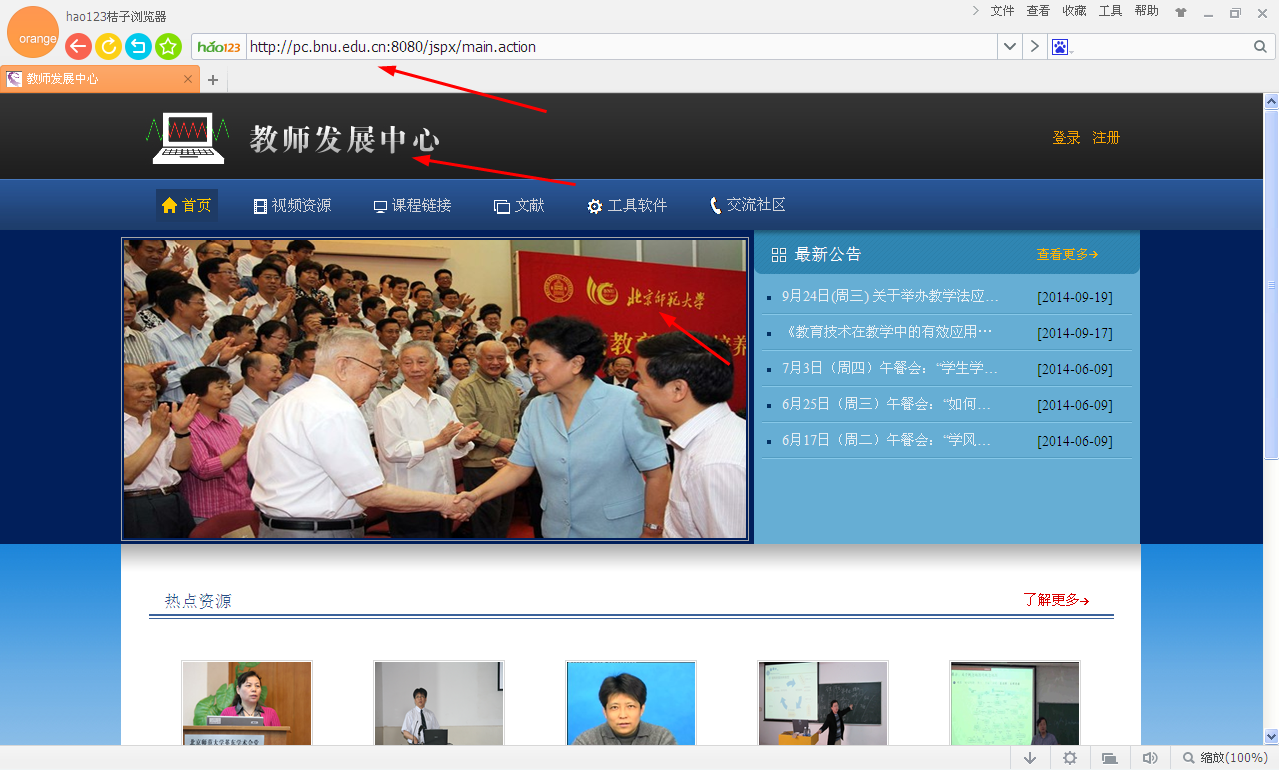 hao123桔子浏览器
文件 查看 收藏 工具 帮助
orange
hao123 http://pc.bnu.edu.cn:8080/jspx/main.action
教师发展中心
教师发展中心
登录 注册
首页 视频资源 课程链接 文献 工具软件 交流社区
北京师范大学
教育
培养
最新公告 查看更多→
9月24日(周三) 关于举办教学法应… [2014-09-19]
《教育技术在教学中的有效应用… [2014-09-17]
7月3日（周四）午餐会：“学生学… [2014-06-09]
6月25日（周三）午餐会：“如何… [2014-06-09]
6月17日（周二）午餐会：“学风… [2014-06-09]
热点资源 了解更多→
缩放(100%)